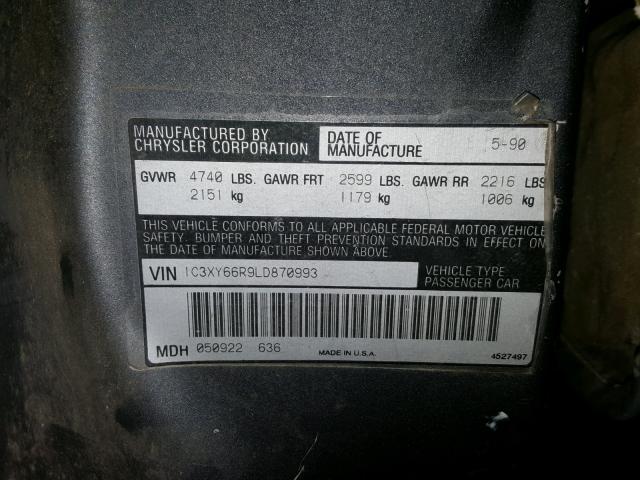 MANUFACTURED BY
CHRYSLER CORPORATION
DATE OF
MANUFACTURE
5-90
GVWR 4740 LBS. GAWR FRT 2599 LBS. GAWR RR 2216 LBS
2151 kg 1179 kg 1006 kg
THIS VEHICLE CONFORMS TO ALL APPLICABLE FEDERAL MOTOR VEHICLE
SAFETY. BUMPER AND THEFT PREVENTION STANDARDS IN EFFECT ON
THE DATE OF MANUFACTURE SHOWN ABOVE.
VIN 1C3XY66R9LD870993
VEHICLE TYPE
PASSENGER CAR
MDH 050922 636
MADE IN U.S.A.
4527497